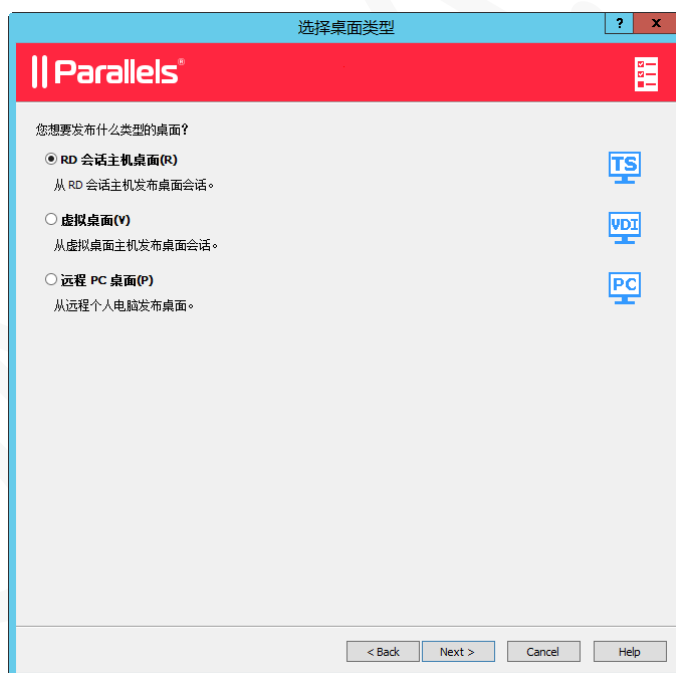 选择桌面类型
? x
|| Parallels®
您想要发布什么类型的桌面?
RD 会话主机桌面(R)
TS
从 RD 会话主机发布桌面会话。
虚拟桌面(V)
VDI
从虚拟桌面主机发布桌面会话。
远程 PC 桌面(P)
PC
从远程个人电脑发布桌面。
< Back Next > Cancel Help